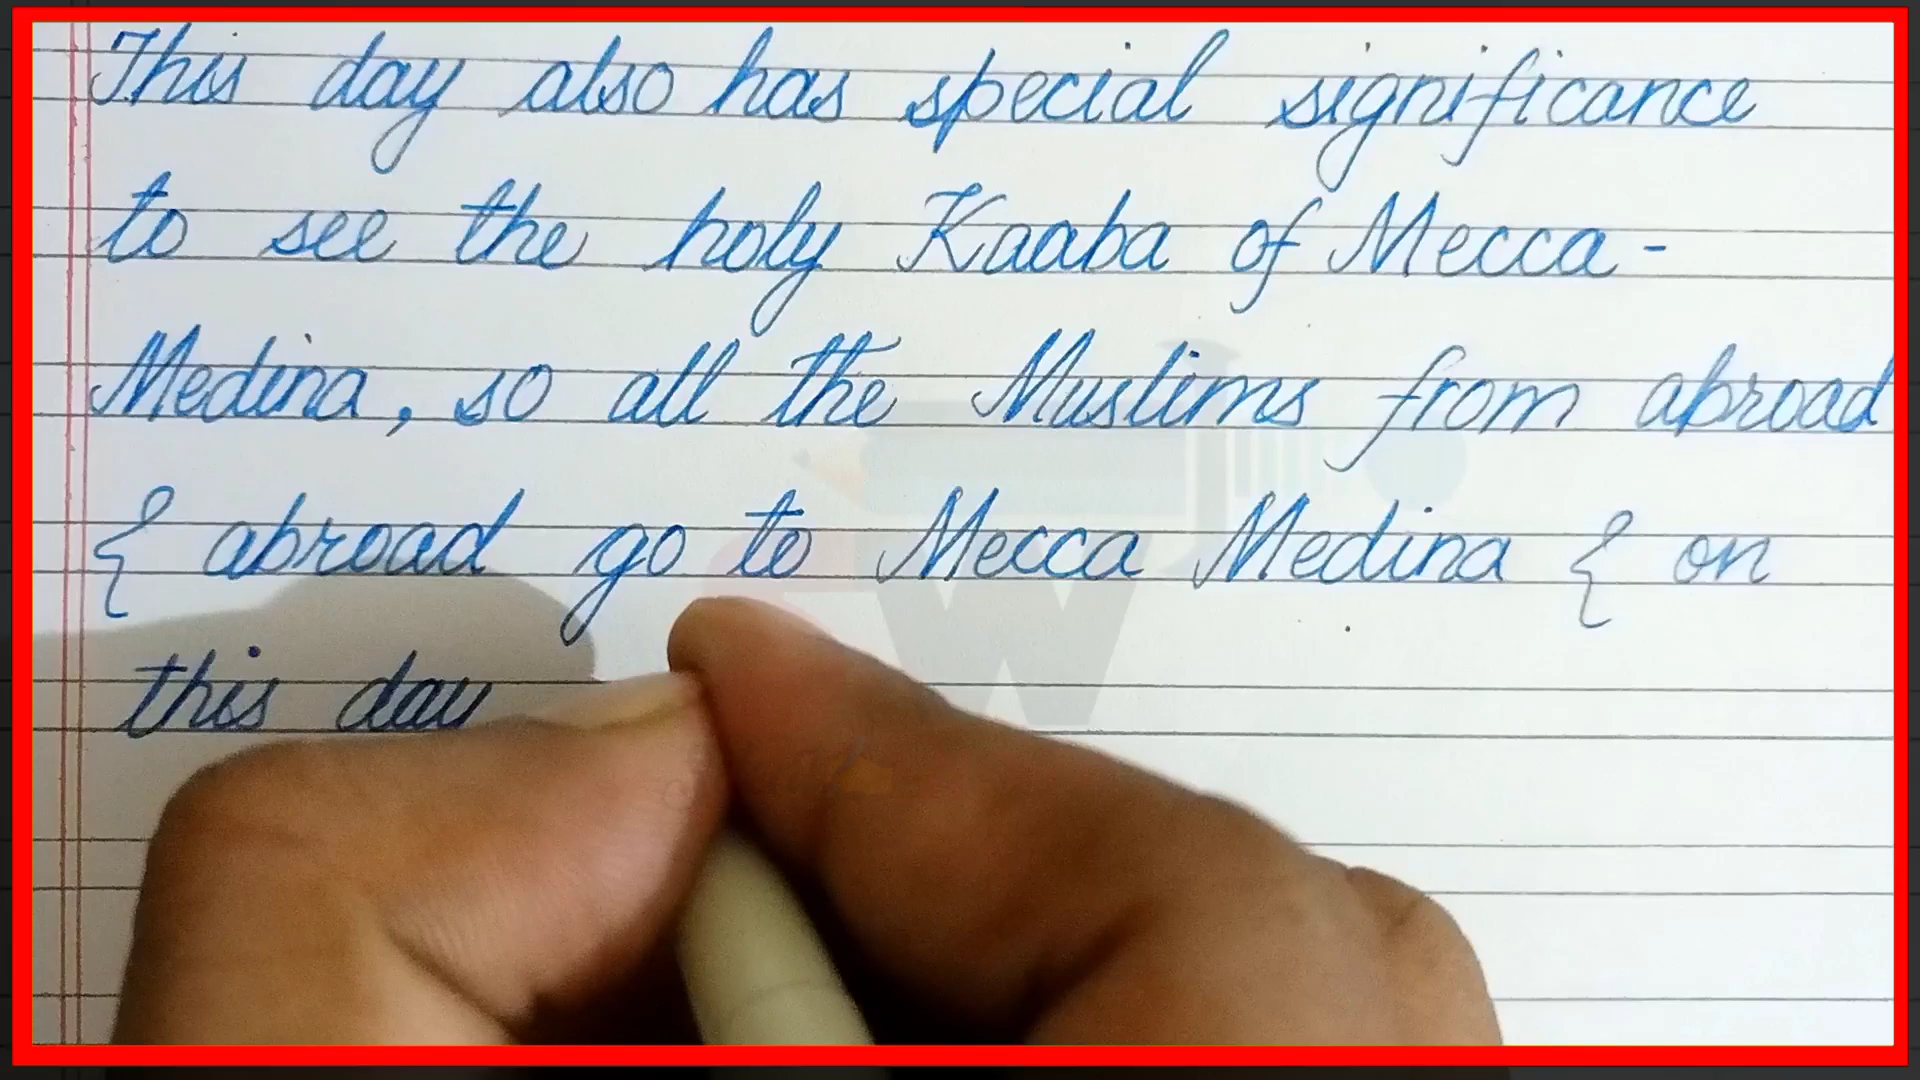 This day also has special significance
to see the holy Kaaba of Mecca-
Medina, so all the Muslims from abroad
{ abroad go to Mecca Medina { on
this day